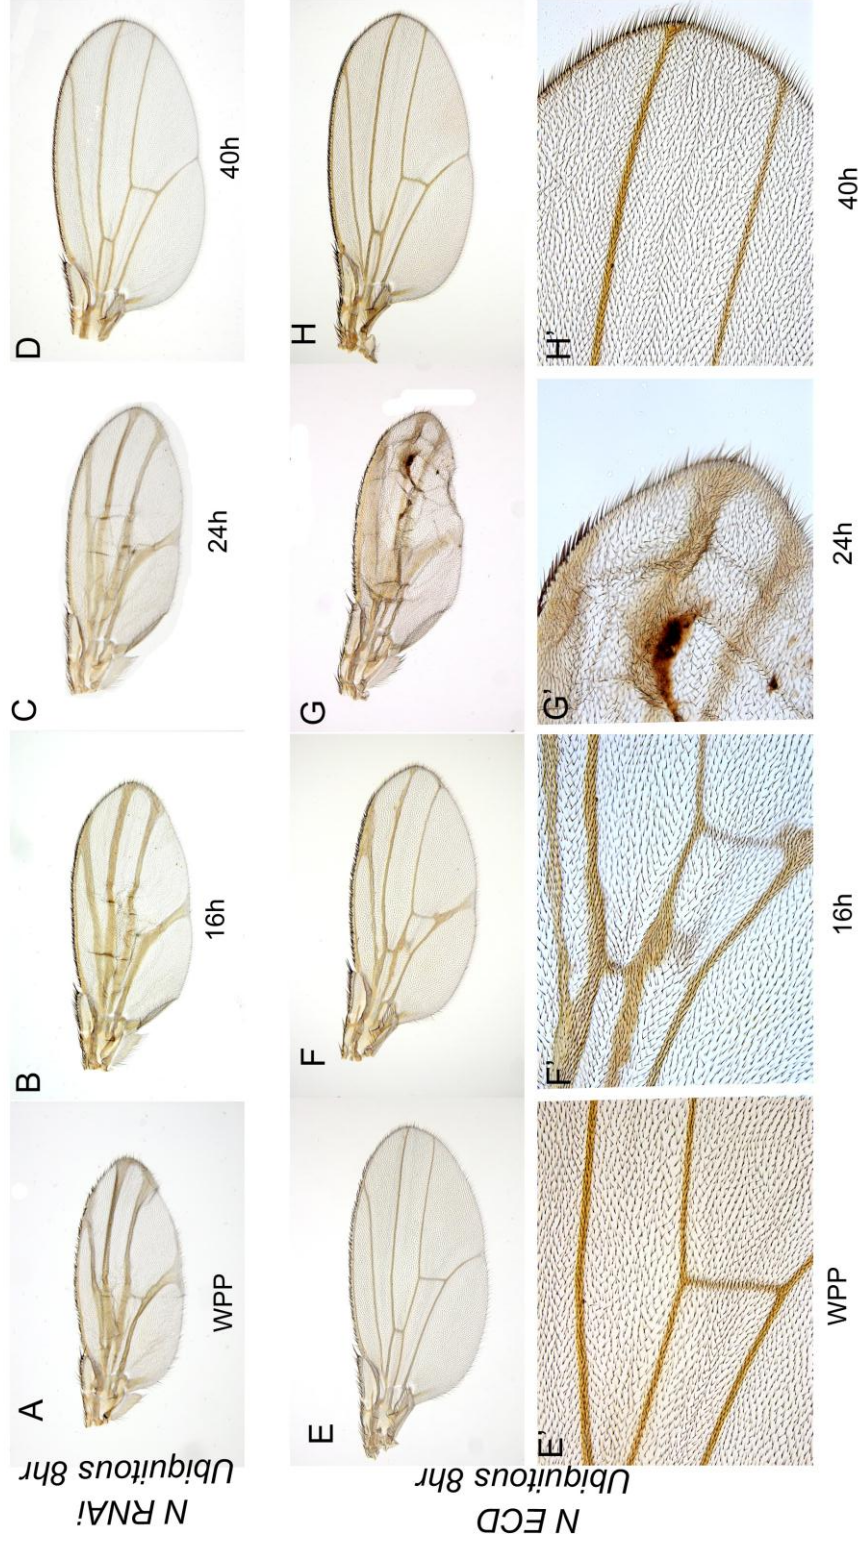 N RNAi
Ubiquitous 8hr
A
B
C
D
WPP
16h
24h
40h
N ECD
Ubiquitous 8hr
E
F
G
H
E'
F'
G'
H'
WPP
16h
24h
40h